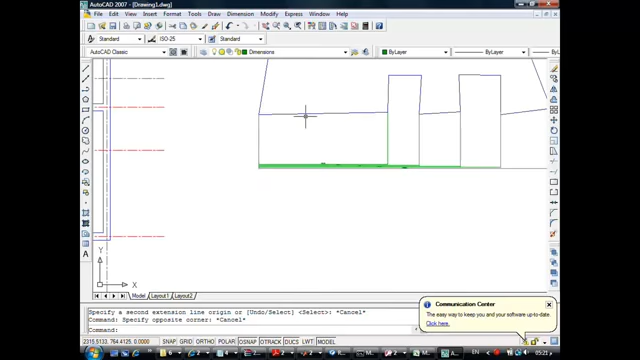 AutoCAD 2007 - [Drawing1.dwg]
File Edit View Insert Format Tools Draw Dimension Modify Express Window Help
Standard ISO-25 Standard
AutoCAD Classic Dimensions ByLayer ByLayer
Y
X
A
Model Layout1 Layout2
Communication Center
The easy way to keep you and your software up-to-date.
Click here.
Specify a second extension line origin or [Undo/Select] <Select>: *Cancel*
Command: Specify opposite corner: *Cancel*
Command:
2315.5133, 764.4125, 0.0000 SNAP GRID ORTHO POLAR OSNAP OTRACK DUCS LWT MODEL
05:21